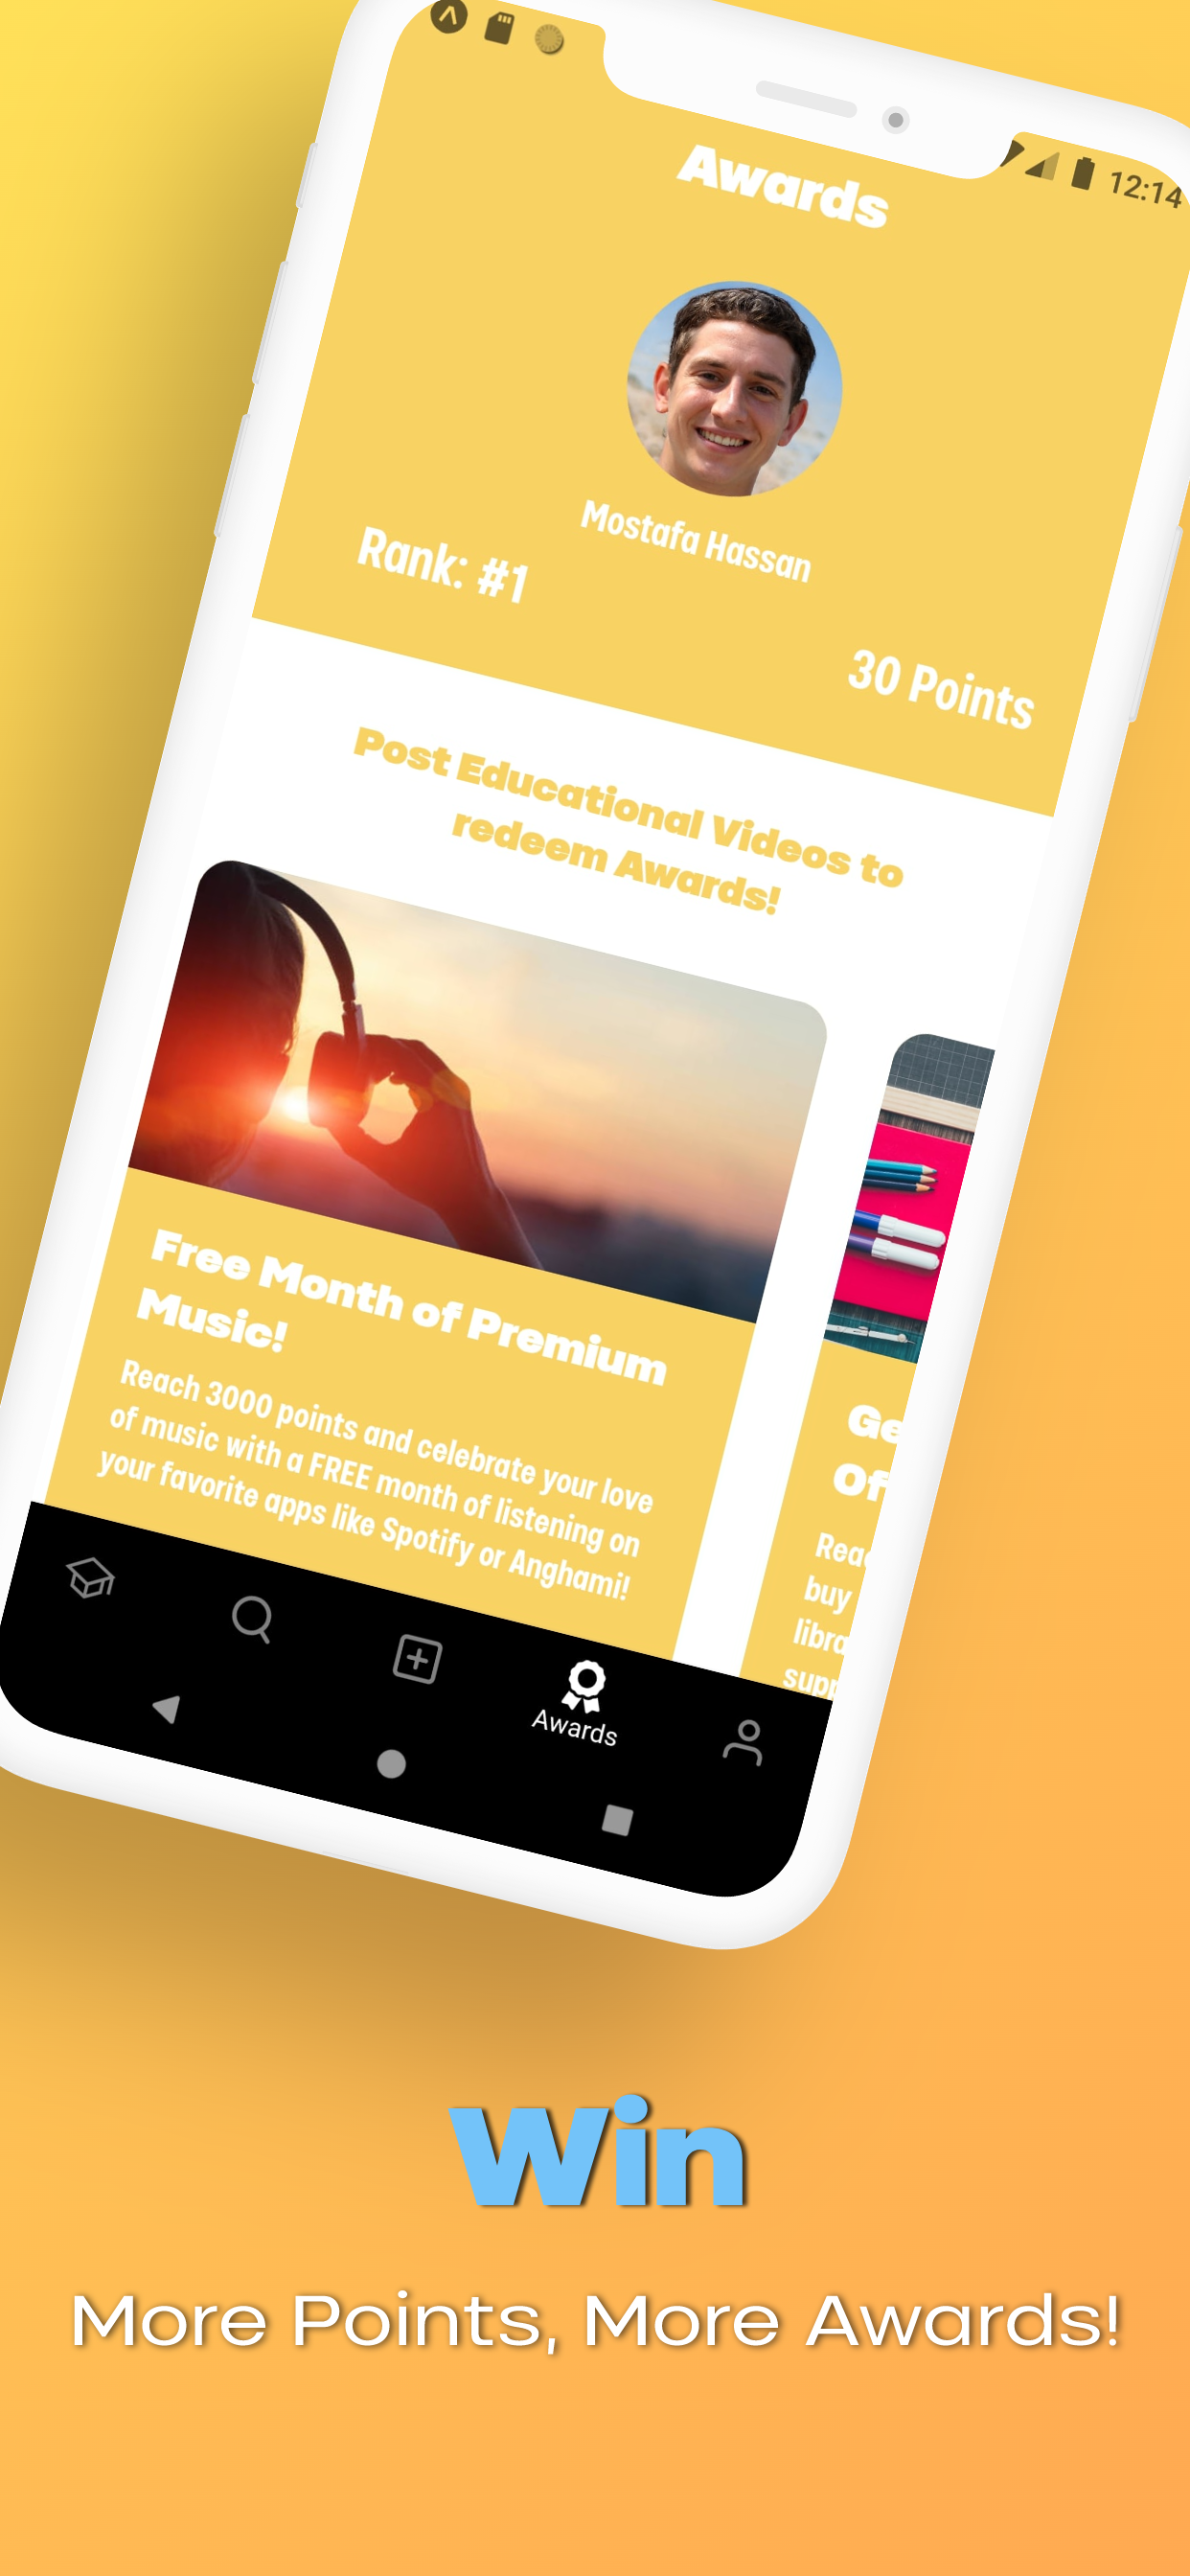 12:14
Awards
Mostafa Hassan
Rank: #1
30 Points
Post Educational Videos to
redeem Awards!
Free Month of Premium
Music!
Reach 3000 points and celebrate your love
of music with a FREE month of listening on
your favorite apps like Spotify or Anghami!
Ge
Of
Rea
buy
libra
supp
Awards
Win
More Points, More Awards!